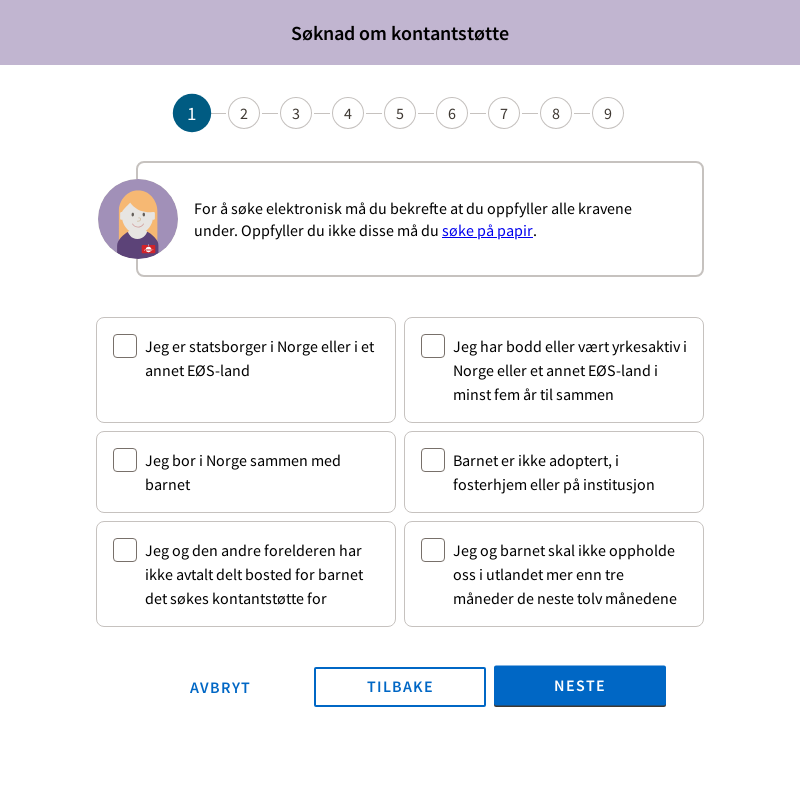 Søknad om kontantstøtte
1 2 3 4 5 6 7 8 9
For å søke elektronisk må du bekrefte at du oppfyller alle kravene
under. Oppfyller du ikke disse må du søke på papir.
Jeg er statsborger i Norge eller i et
annet EØS-land
Jeg har bodd eller vært yrkesaktiv i
Norge eller et annet EØS-land i
minst fem år til sammen
Jeg bor i Norge sammen med
barnet
Barnet er ikke adoptert, i
fosterhjem eller på institusjon
Jeg og den andre forelderen har
ikke avtalt delt bosted for barnet
det søkes kontantstøtte for
Jeg og barnet skal ikke oppholde
oss i utlandet mer enn tre
måneder de neste tolv månedene
AVBRYT TILBAKE NESTE